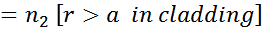 = n₂ [r > a in cladding]